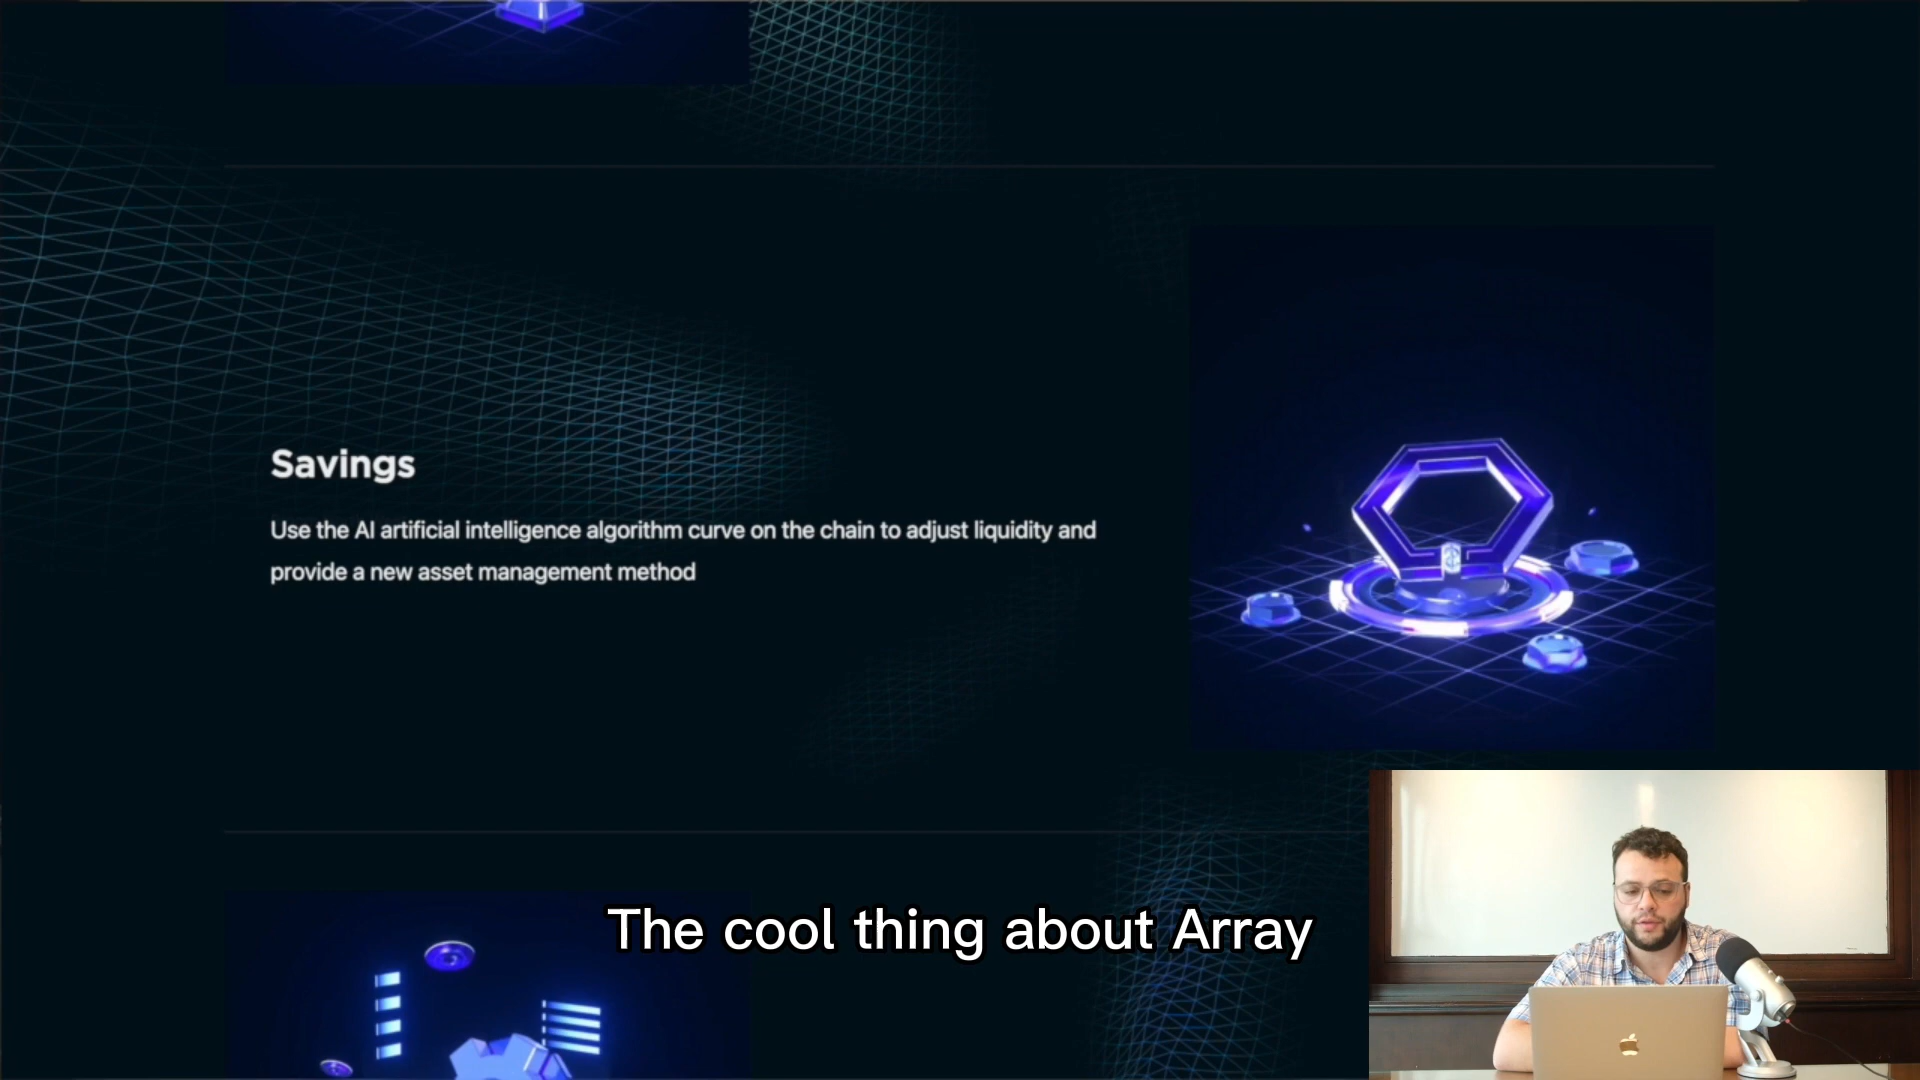 Savings
Use the AI artificial intelligence algorithm curve on the chain to adjust liquidity and
provide a new asset management method
The cool thing about Array